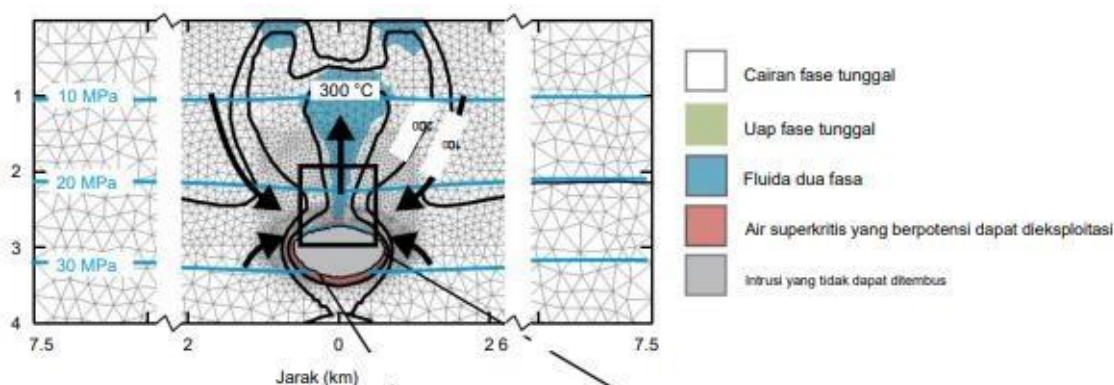 1
2
3
4
10 MPa
20 MPa
30 MPa
300 °C
200
100
7.5
2
0
2 6
7.5
Jarak (km)
Cairan fase tunggal
Uap fase tunggal
Fluida dua fasa
Air superkritis yang berpotensi dapat dieksploitasi
Intrusi yang tidak dapat ditembus